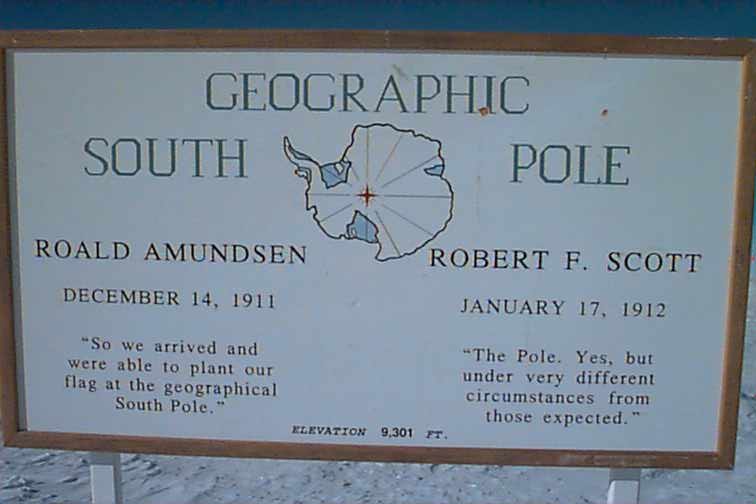 GEOGRAPHIC
SOUTH POLE
ROALD AMUNDSEN
DECEMBER 14, 1911
"So we arrived and
were able to plant our
flag at the geographical
South Pole."
ROBERT F. SCOTT
JANUARY 17, 1912
"The Pole. Yes, but
under very different
circumstances from
those expected."
ELEVATION 9,301 FT.